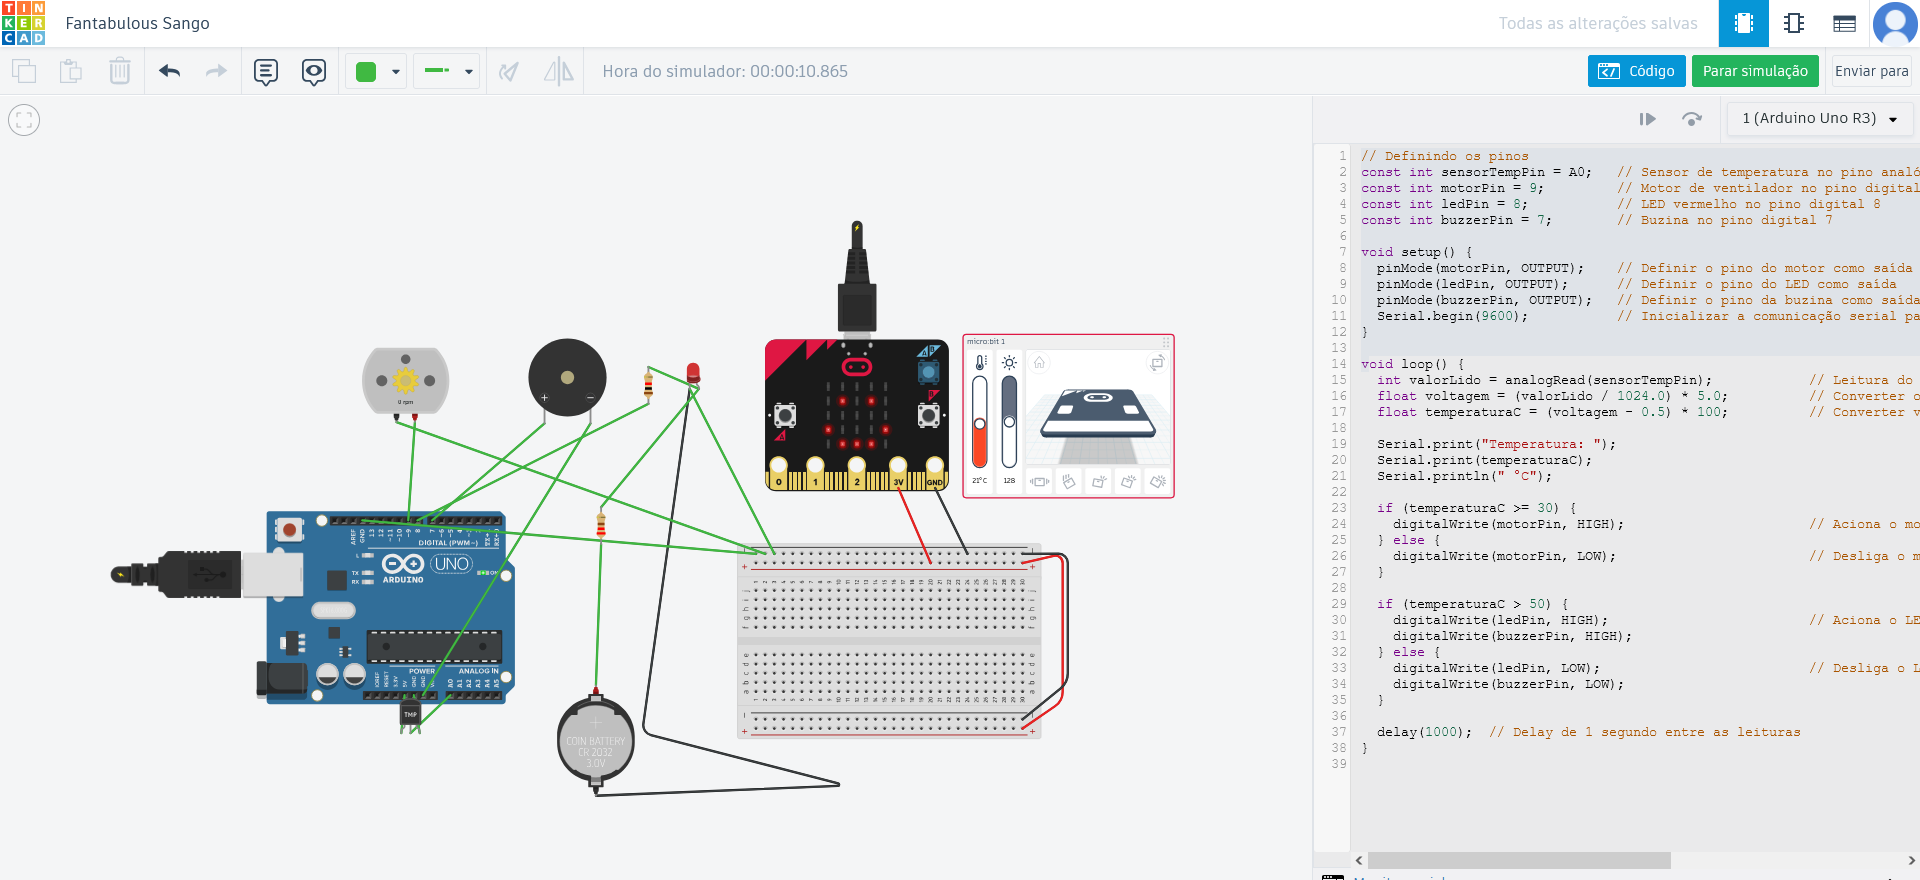 TIN
KER
CAD
Fantabulous Sango
Todas as alterações salvas
Hora do simulador: 00:00:10.865
Código
Parar simulação
Enviar para
1 (Arduino Uno R3)
1 // Definindo os pinos
2 const int sensorTempPin = A0; // Sensor de temperatura no pino analó
3 const int motorPin = 9; // Motor de ventilador no pino digital
4 const int ledPin = 8; // LED vermelho no pino digital 8
5 const int buzzerPin = 7; // Buzina no pino digital 7
6
7 void setup() {
8 pinMode(motorPin, OUTPUT); // Definir o pino do motor como saída
9 pinMode(ledPin, OUTPUT); // Definir o pino do LED como saída
10 pinMode(buzzerPin, OUTPUT); // Definir o pino da buzina como saída
11 Serial.begin(9600); // Inicializar a comunicação serial pa
12 }
13
14 void loop() {
15 int valorLido = analogRead(sensorTempPin); // Leitura do
16 float voltagem = (valorLido / 1024.0) * 5.0; // Converter o
17 float temperaturaC = (voltagem - 0.5) * 100; // Converter v
18
19 Serial.print("Temperatura: ");
20 Serial.print(temperaturaC);
21 Serial.println(" °C");
22
23 if (temperaturaC >= 30) {
24 digitalWrite(motorPin, HIGH); // Aciona o mo
25 } else {
26 digitalWrite(motorPin, LOW); // Desliga o m
27 }
28
29 if (temperaturaC > 50) {
30 digitalWrite(ledPin, HIGH); // Aciona o LE
31 digitalWrite(buzzerPin, HIGH);
32 } else {
33 digitalWrite(ledPin, LOW); // Desliga o L
34 digitalWrite(buzzerPin, LOW);
35 }
36
37 delay(1000); // Delay de 1 segundo entre as leituras
38 }
39
0 rpm
micro:bit 1
21°C
128
0 1 2 3V GND
DIGITAL (PWM~)
UNO
ARDUINO
L
TX
RX
ON
POWER
ANALOG IN
A0 A1 A2 A3 A4 A5
TMP
COIN BATTERY
CR 2032
3.0V